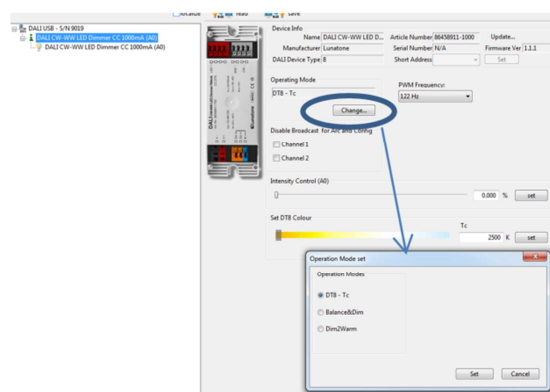 Read
Save
DALI USB - S/N 9019
DALI CW-WW LED Dimmer CC 1000mA (A0)
DALI CW-WW LED Dimmer CC 1000mA (A0)
Device Info
Name DALI CW-WW LED D... Article Number 86458911-1000 Update...
Manufacturer Lunatone Serial Number N/A Firmware Ver 1.1.1
DALI Device Type 8 Short Address Set
Operating Mode
PWM Frequency:
DT8 - Tc
122 Hz
Change...
Disable Broadcast for Arc and Config
Channel 1
Channel 2
Intensity Control (A0)
0.000 % set
Set DT8 Colour
Tc
2500 K set
Operation Mode set
Operation Modes
DT8 - Tc
Balance&Dim
Dim2Warm
Set Cancel